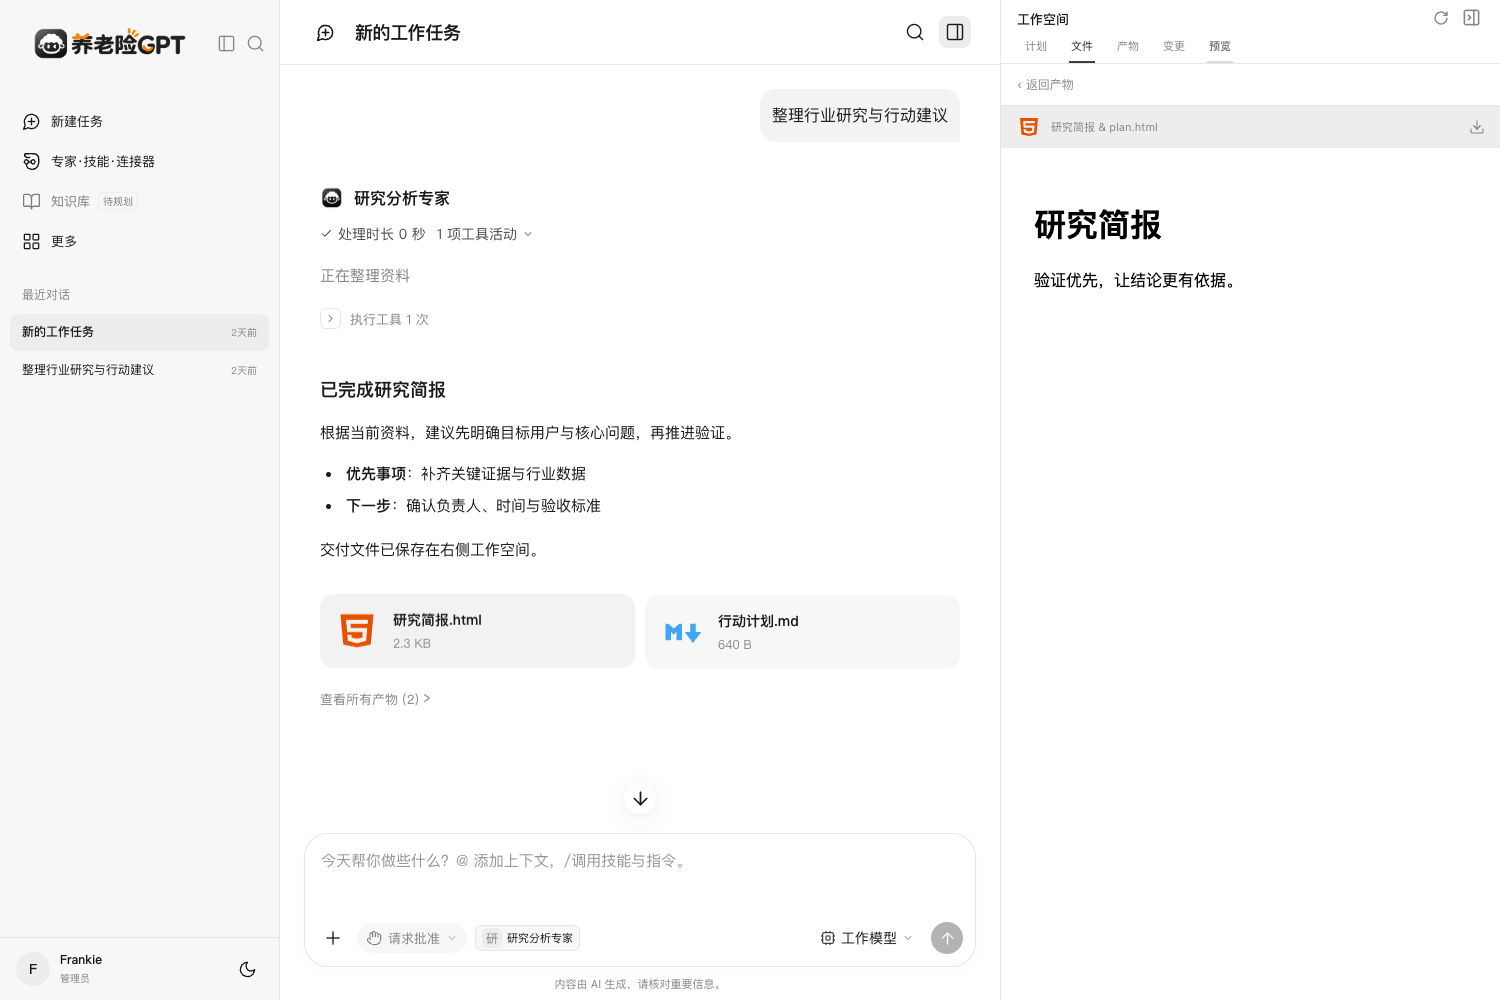 养老险GPT
新建任务
专家·技能·连接器
知识库 待规划
更多
最近对话
新的工作任务 2天前
整理行业研究与行动建议 2天前
F
Frankie
管理员
新的工作任务
整理行业研究与行动建议
研究分析专家
处理时长 0 秒 1 项工具活动
正在整理资料
执行工具 1 次
已完成研究简报
根据当前资料，建议先明确目标用户与核心问题，再推进验证。
• 优先事项：补齐关键证据与行业数据
• 下一步：确认负责人、时间与验收标准
交付文件已保存在右侧工作空间。
研究简报.html
2.3 KB
行动计划.md
640 B
查看所有产物 (2) >
今天帮你做些什么？@ 添加上下文，/调用技能与指令。
请求批准
研 研究分析专家
工作模型
内容由 AI 生成，请核对重要信息。
工作空间
计划 文件 产物 变更 预览
‹ 返回产物
研究简报 & plan.html
研究简报
验证优先，让结论更有依据。